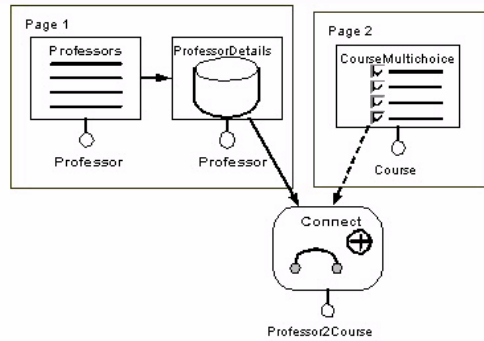 Page 1
Professors
ProfessorDetails
Professor
Professor
Page 2
CourseMultichoice
Course
Connect
Professor2Course